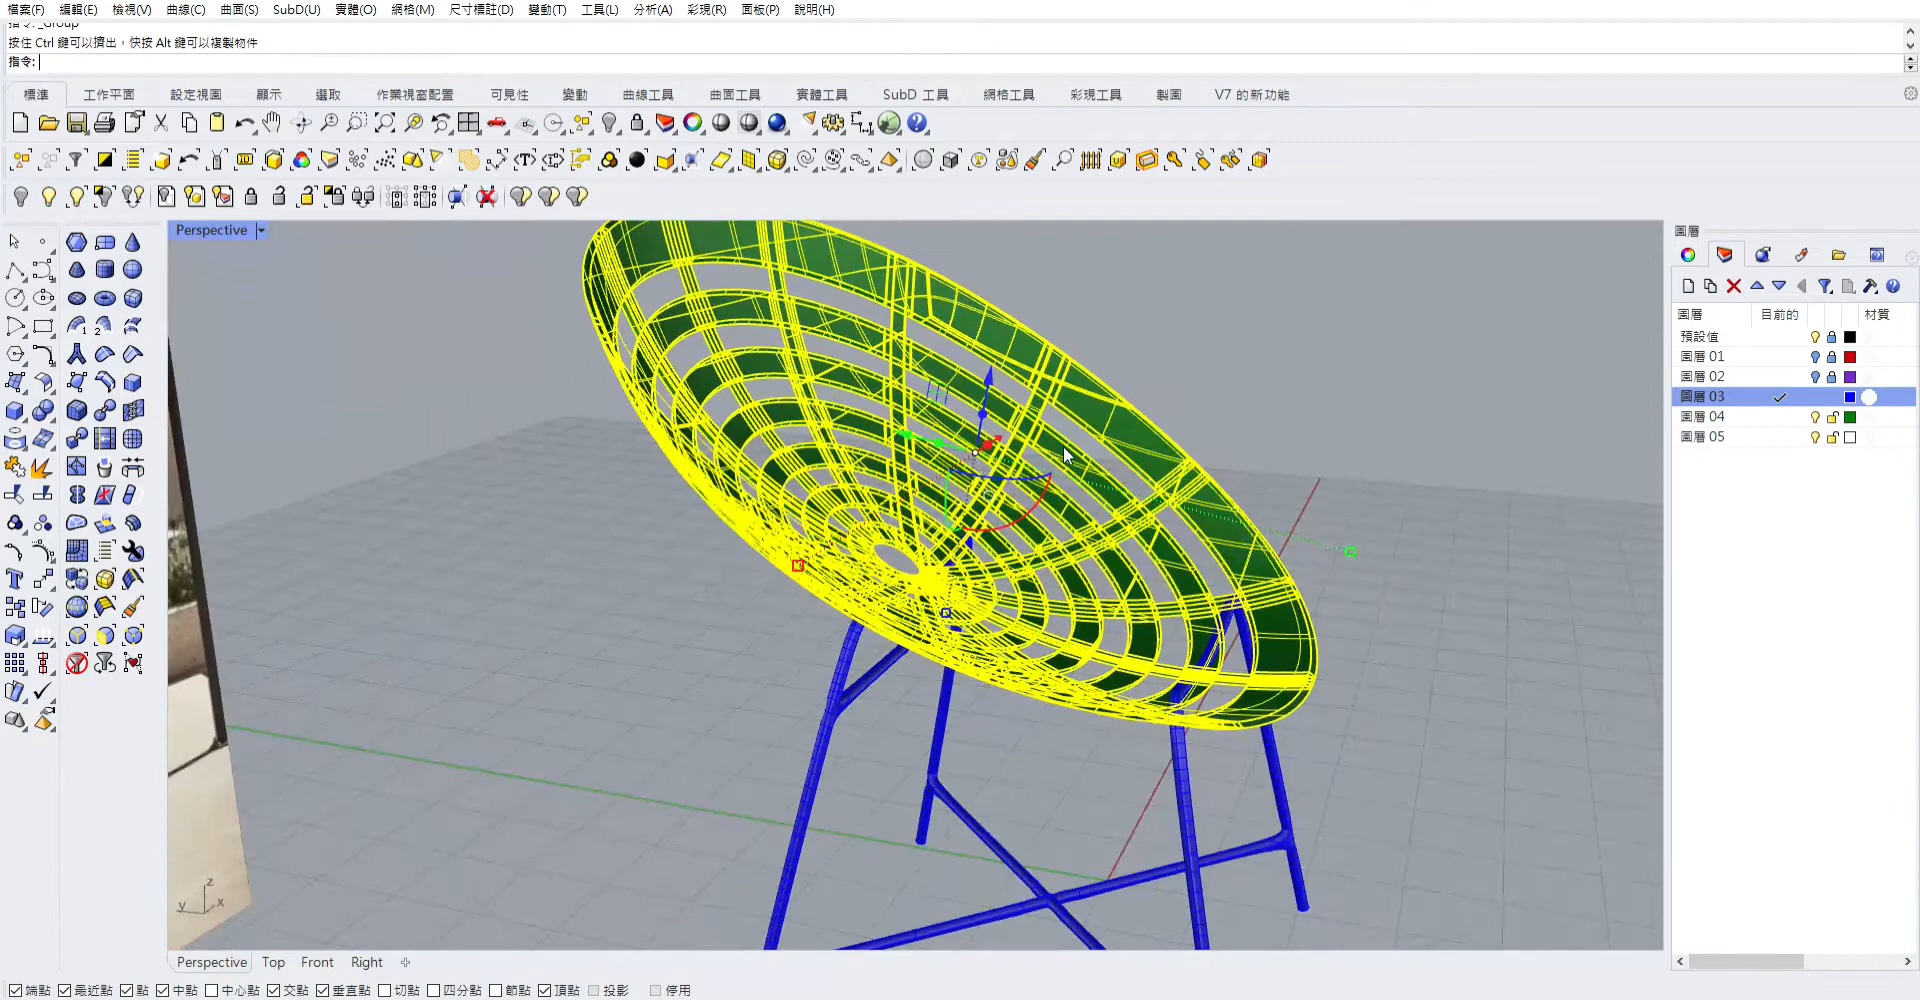 檔案(F) 編輯(E) 檢視(V) 曲線(C) 曲面(S) SubD(U) 實體(O) 網格(M) 尺寸標註(D) 變動(T) 工具(L) 分析(A) 彩現(R) 面板(P) 說明(H)
指令: _Group
按住 Ctrl 鍵可以擠出，快按 Alt 鍵可以複製物件
指令:
標準 工作平面 設定視圖 顯示 選取 作業視窗配置 可見性 變動 曲線工具 曲面工具 實體工具 SubD 工具 網格工具 彩現工具 製圖 V7 的新功能
Perspective
圖層
圖層 目前的 材質
預設值
圖層 01
圖層 02
圖層 03
圖層 04
圖層 05
z
y x
Perspective Top Front Right
端點 最近點 點 中點 中心點 交點 垂直點 切點 四分點 節點 頂點 投影 停用